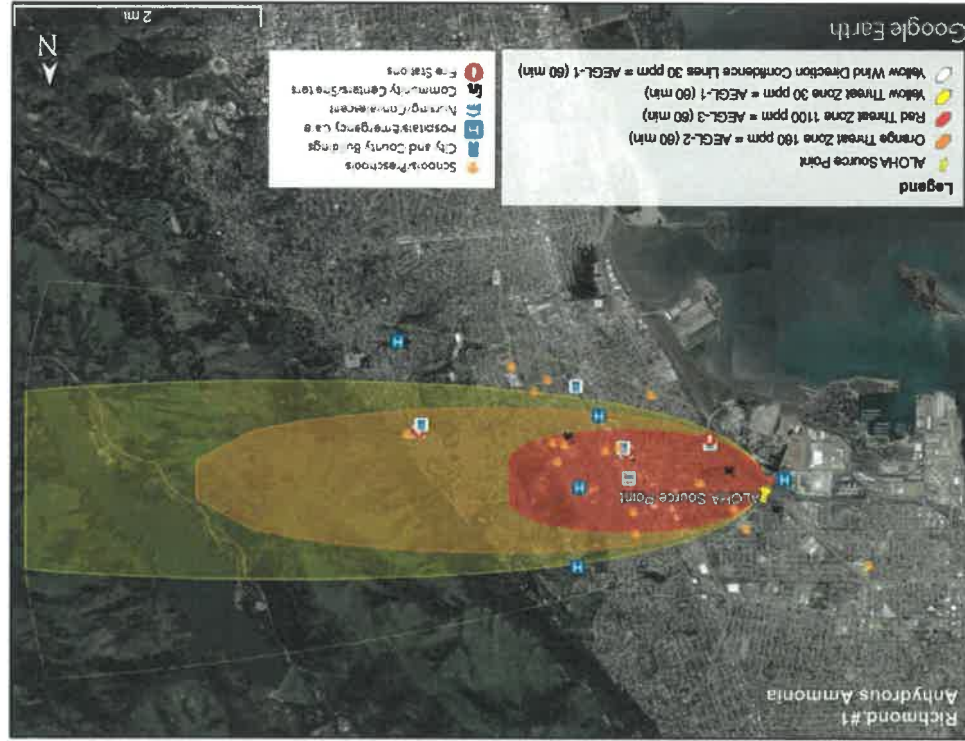 Richmond #1
Anhydrous Ammonia
ALOHA Source Point
Legend
ALOHA Source Point
Orange Threat Zone 160 ppm = AEGL-2 (60 min)
Red Threat Zone 1100 ppm = AEGL-3 (60 min)
Yellow Threat Zone 30 ppm = AEGL-1 (60 min)
Yellow Wind Direction Confidence Lines 30 ppm = AEGL-1 (60 min)
Schools/Preschools
City and County Buildings
H Hospitals/Emergency Care
Nursing/Convalescent
Community Centers/Shelters
Fire Stations
Google Earth
N
2 mi